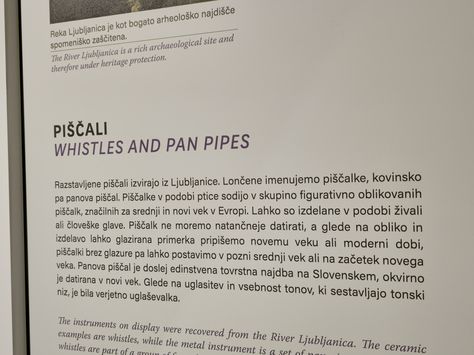 Reka Ljubljanica je kot bogato arheološko najdišče
spomeniško zaščitena.
The River Ljubljanica is a rich archaeological site and
therefore under heritage protection.
PIŠČALI
WHISTLES AND PAN PIPES
Razstavljene piščali izvirajo iz Ljubljanice. Lončene imenujemo piščalke, kovinsko
pa panova piščal. Piščalke v podobi ptice sodijo v skupino figurativno oblikovanih
piščalk, značilnih za srednji in novi vek v Evropi. Lahko so izdelane v podobi živali
ali človeške glave. Piščalk ne moremo natančneje datirati, a glede na obliko in
izdelavo lahko glazirana primerka pripišemo novemu veku ali moderni dobi,
piščalki brez glazure pa lahko postavimo v pozni srednji vek ali na začetek novega
veka. Panova piščal je doslej edinstvena tovrstna najdba na Slovenskem, okvirno
je datirana v novi vek. Glede na uglasitev in vsebnost tonov, ki sestavljajo tonski
niz, je bila verjetno uglaševalka.
The instruments on display were recovered from the River Ljubljanica. The ceramic
examples are whistles, while the metal instrument is a set of pan
whistles are part of a group of